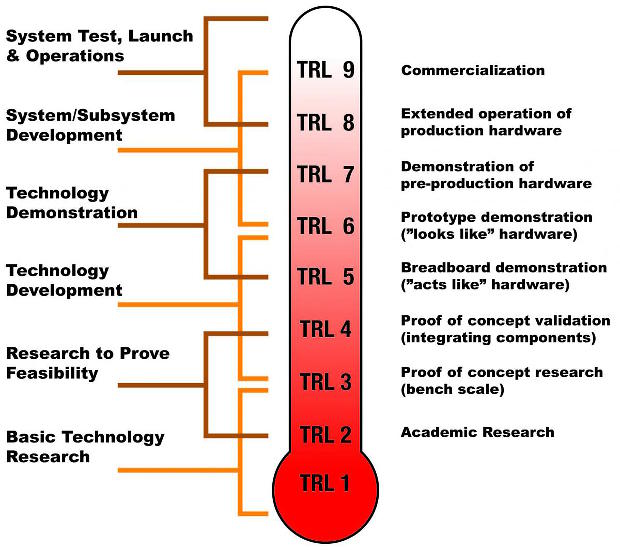 System Test, Launch
& Operations
System/Subsystem
Development
Technology
Demonstration
Technology
Development
Research to Prove
Feasibility
Basic Technology
Research
TRL 9
TRL 8
TRL 7
TRL 6
TRL 5
TRL 4
TRL 3
TRL 2
TRL 1
Commercialization
Extended operation of
production hardware
Demonstration of
pre-production hardware
Prototype demonstration
(”looks like” hardware)
Breadboard demonstration
(”acts like” hardware)
Proof of concept validation
(integrating components)
Proof of concept research
(bench scale)
Academic Research